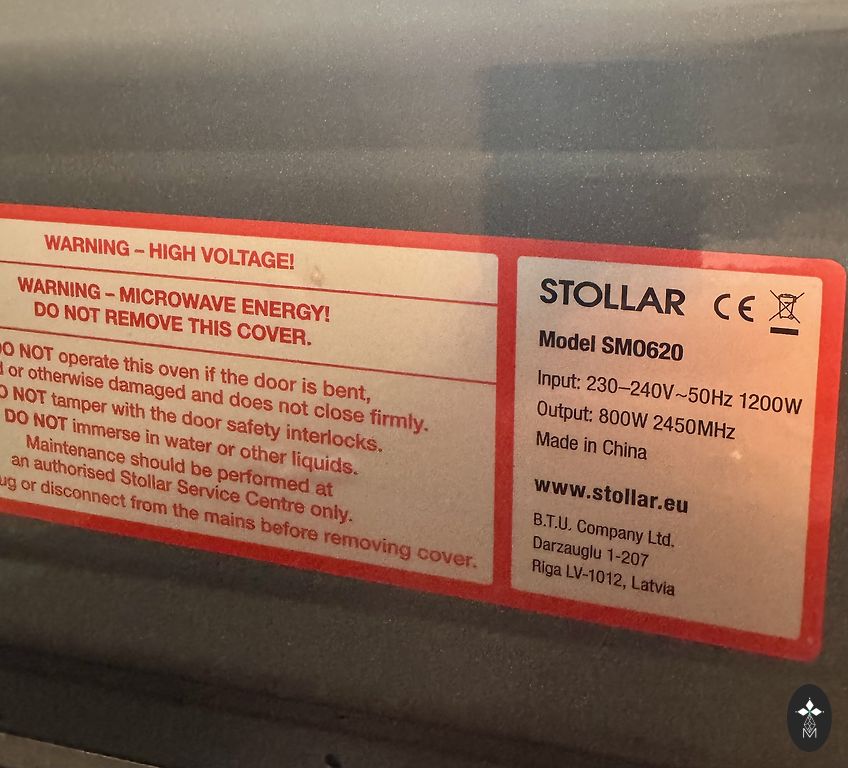 WARNING – HIGH VOLTAGE!
WARNING – MICROWAVE ENERGY!
DO NOT REMOVE THIS COVER.
NOT operate this oven if the door is bent,
or otherwise damaged and does not close firmly.
NOT tamper with the door safety interlocks.
DO NOT immerse in water or other liquids.
Maintenance should be performed at
an authorised Stollar Service Centre only.
or disconnect from the mains before removing cover.
STOLLAR CE
Model SMO620
Input: 230–240V~50Hz 1200W
Output: 800W 2450MHz
Made in China
www.stollar.eu
B.T.U. Company Ltd.
Darzauglu 1-207
Riga LV-1012, Latvia
M